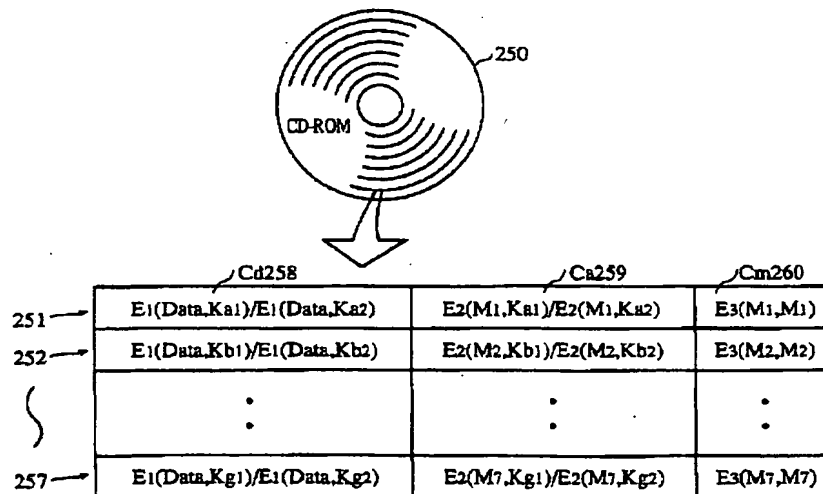 250
CD-ROM
Cd258 Ca259 Cm260
251 E1(Data,Ka1)/E1(Data,Ka2) E2(M1,Ka1)/E2(M1,Ka2) E3(M1,M1)
252 E1(Data,Kb1)/E1(Data,Kb2) E2(M2,Kb1)/E2(M2,Kb2) E3(M2,M2)
257 E1(Data,Kg1)/E1(Data,Kg2) E2(M7,Kg1)/E2(M7,Kg2) E3(M7,M7)